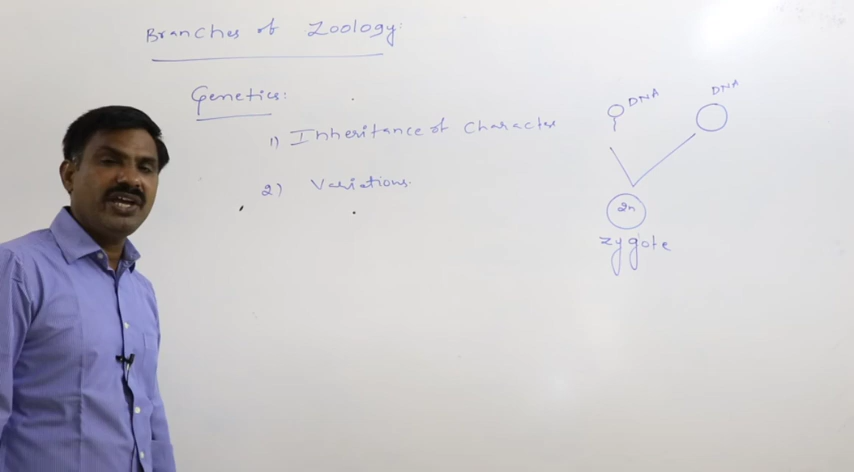 Branches of Zoology:
Genetics:
1) Inheritance of Character
2) Variations.
DNA
DNA
2n
zygote